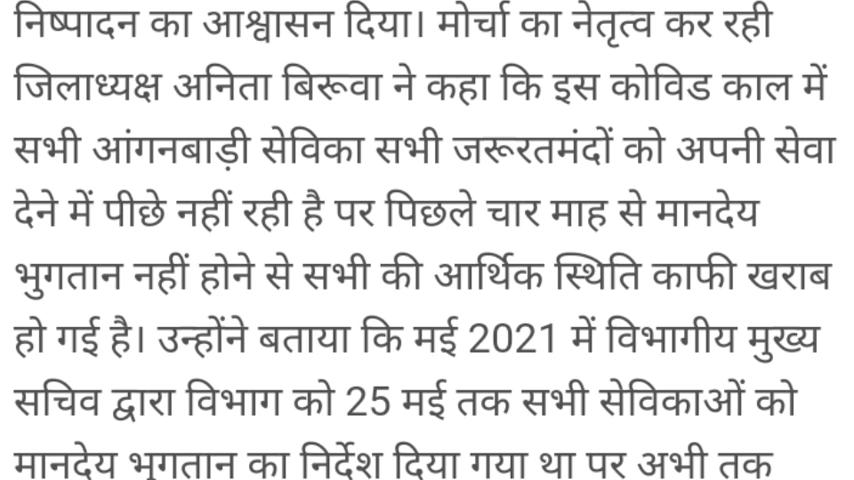 निष्पादन का आश्वासन दिया। मोर्चा का नेतृत्व कर रही
जिलाध्यक्ष अनिता बिरूवा ने कहा कि इस कोविड काल में
सभी आंगनबाड़ी सेविका सभी जरूरतमंदों को अपनी सेवा
देने में पीछे नहीं रही है पर पिछले चार माह से मानदेय
भुगतान नहीं होने से सभी की आर्थिक स्थिति काफी खराब
हो गई है। उन्होंने बताया कि मई 2021 में विभागीय मुख्य
सचिव द्वारा विभाग को 25 मई तक सभी सेविकाओं को
मानदेय भुगतान का निर्देश दिया गया था पर अभी तक